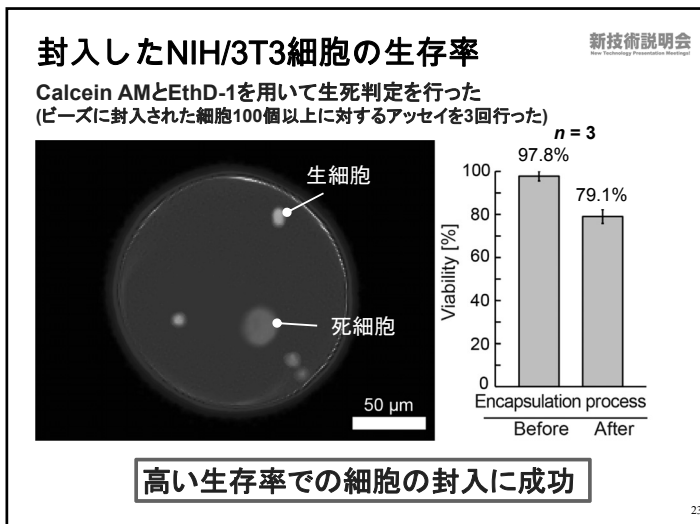 封入したNIH/3T3細胞の生存率
新技術説明会
New Technology Presentation Meetings!
Calcein AMとEthD-1を用いて生死判定を行った
(ビーズに封入された細胞100個以上に対するアッセイを3回行った)
n = 3
97.8%
79.1%
生細胞
死細胞
50 µm
Viability [%]
100
80
60
40
20
0
Encapsulation process
Before After
高い生存率での細胞の封入に成功